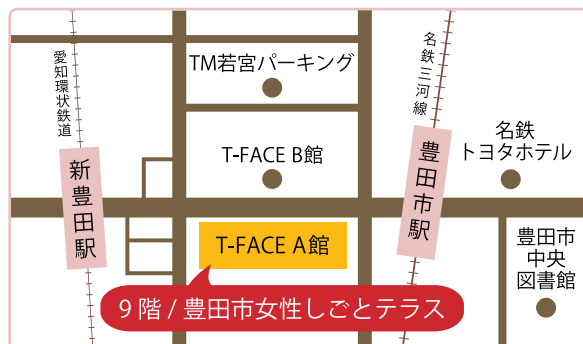 愛知環状鉄道
新豊田駅
TM若宮パーキング
T-FACE B館
T-FACE A館
9階 / 豊田市女性しごとテラス
名鉄三河線
豊田市駅
名鉄
トヨタホテル
豊田市
中央
図書館